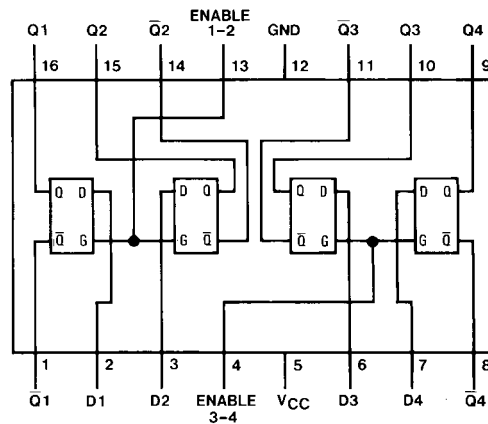 ENABLE
Q1 Q2 Q̅2 1–2 GND Q̅3 Q3 Q4
16 15 14 13 12 11 10 9
Q D D Q Q D D Q
Q̅ G G Q̅ Q̅ G G Q̅
1 2 3 4 5 6 7 8
Q̅1 D1 D2 ENABLE VCC D3 D4 Q̅4
3–4